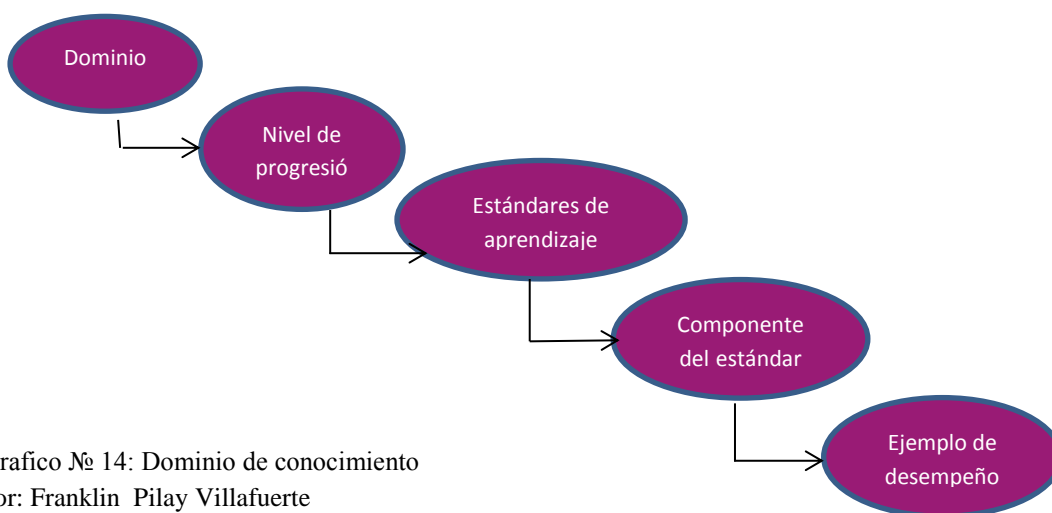 Dominio
Nivel de
progresió
Estándares de
aprendizaje
Componente
del estándar
Ejemplo de
desempeño
rafico № 14: Dominio de conocimiento
or: Franklin  Pilay Villafuerte